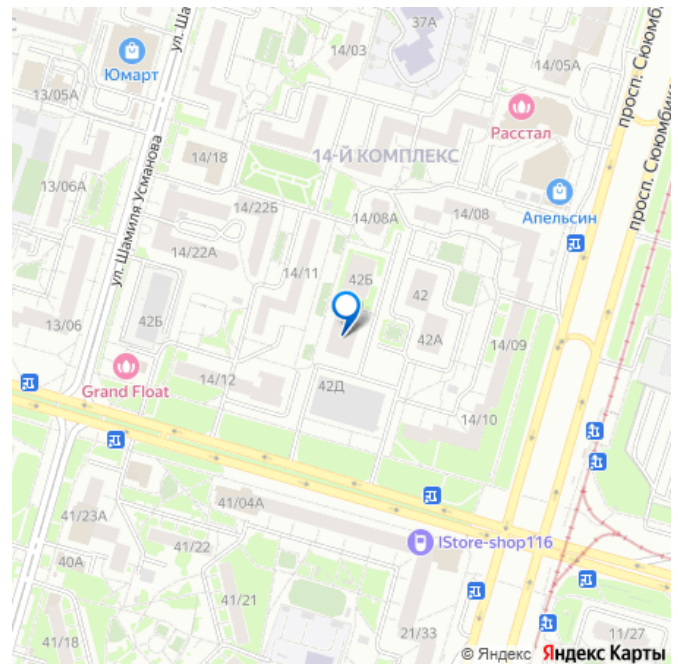 ул. Ша
37А
14/03
Юмарт
14/05А
13/05А
просп. Сююмбик
Расстал
просп. Сююмбике
14/18
14-Й КОМПЛЕКС
ул. Шамиля Усманова
13/06А
Апельсин
14/22Б
14/08А
14/08
14/22А
14/11
42Б
42
13/06
42Б
42А
14/09
Grand Float
14/12
42Д
14/10
41/04А
41/23А
IStore-shop116
41/22
40А
41/21
21/33
11/27
41/18
© Яндекс Яндекс Карты